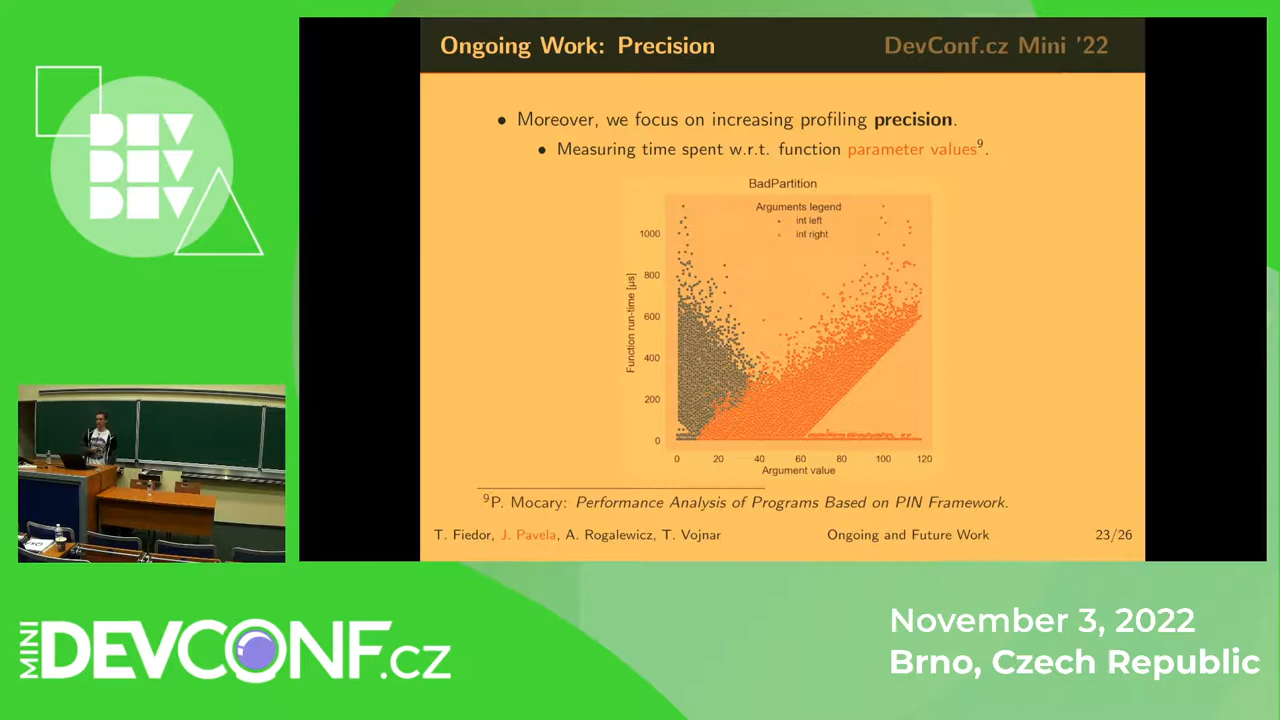 Ongoing Work: Precision
DevConf.cz Mini '22
DEV
DEV
DEV
• Moreover, we focus on increasing profiling precision.
• Measuring time spent w.r.t. function parameter values9.
BadPartition
Arguments legend
int left
int right
1000
800
600
400
200
0
Function run-time [μs]
0 20 40 60 80 100 120
Argument value
9P. Mocary: Performance Analysis of Programs Based on PIN Framework.
T. Fiedor, J. Pavela, A. Rogalewicz, T. Vojnar
Ongoing and Future Work
23/26
MINI DEVCONF.cz
November 3, 2022
Brno, Czech Republic